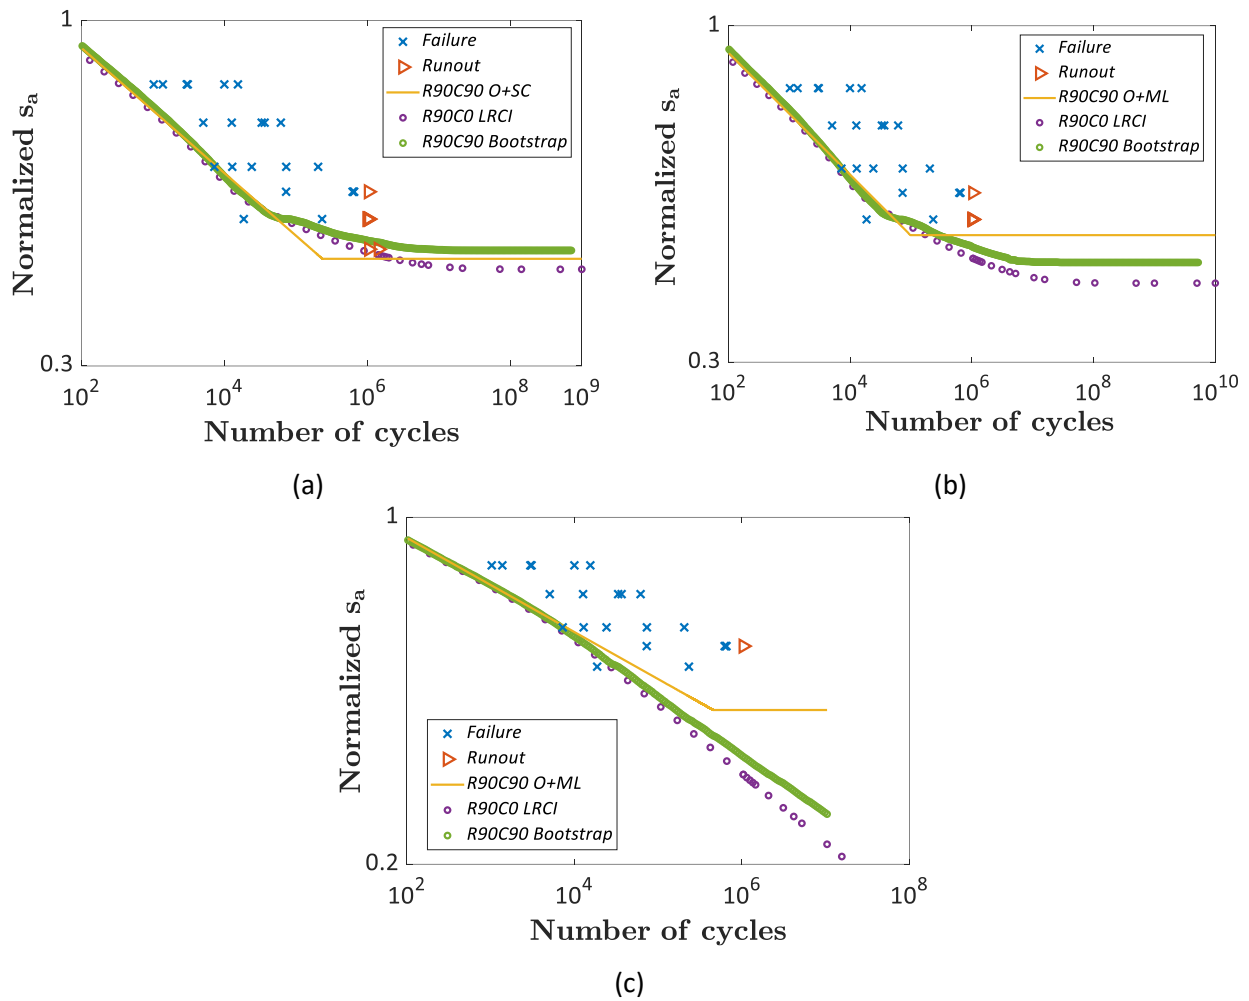 1
Normalized sa
0.3
Failure
Runout
R90C90 O+SC
R90C0 LRCI
R90C90 Bootstrap
10^2
10^4
10^6
10^8
10^9
Number of cycles
(a)
1
Normalized sa
0.3
Failure
Runout
R90C90 O+ML
R90C0 LRCI
R90C90 Bootstrap
10^2
10^4
10^6
10^8
10^10
Number of cycles
(b)
1
Normalized sa
0.2
Failure
Runout
R90C90 O+ML
R90C0 LRCI
R90C90 Bootstrap
10^2
10^4
10^4
10^6
10^8
Number of cycles
(c)